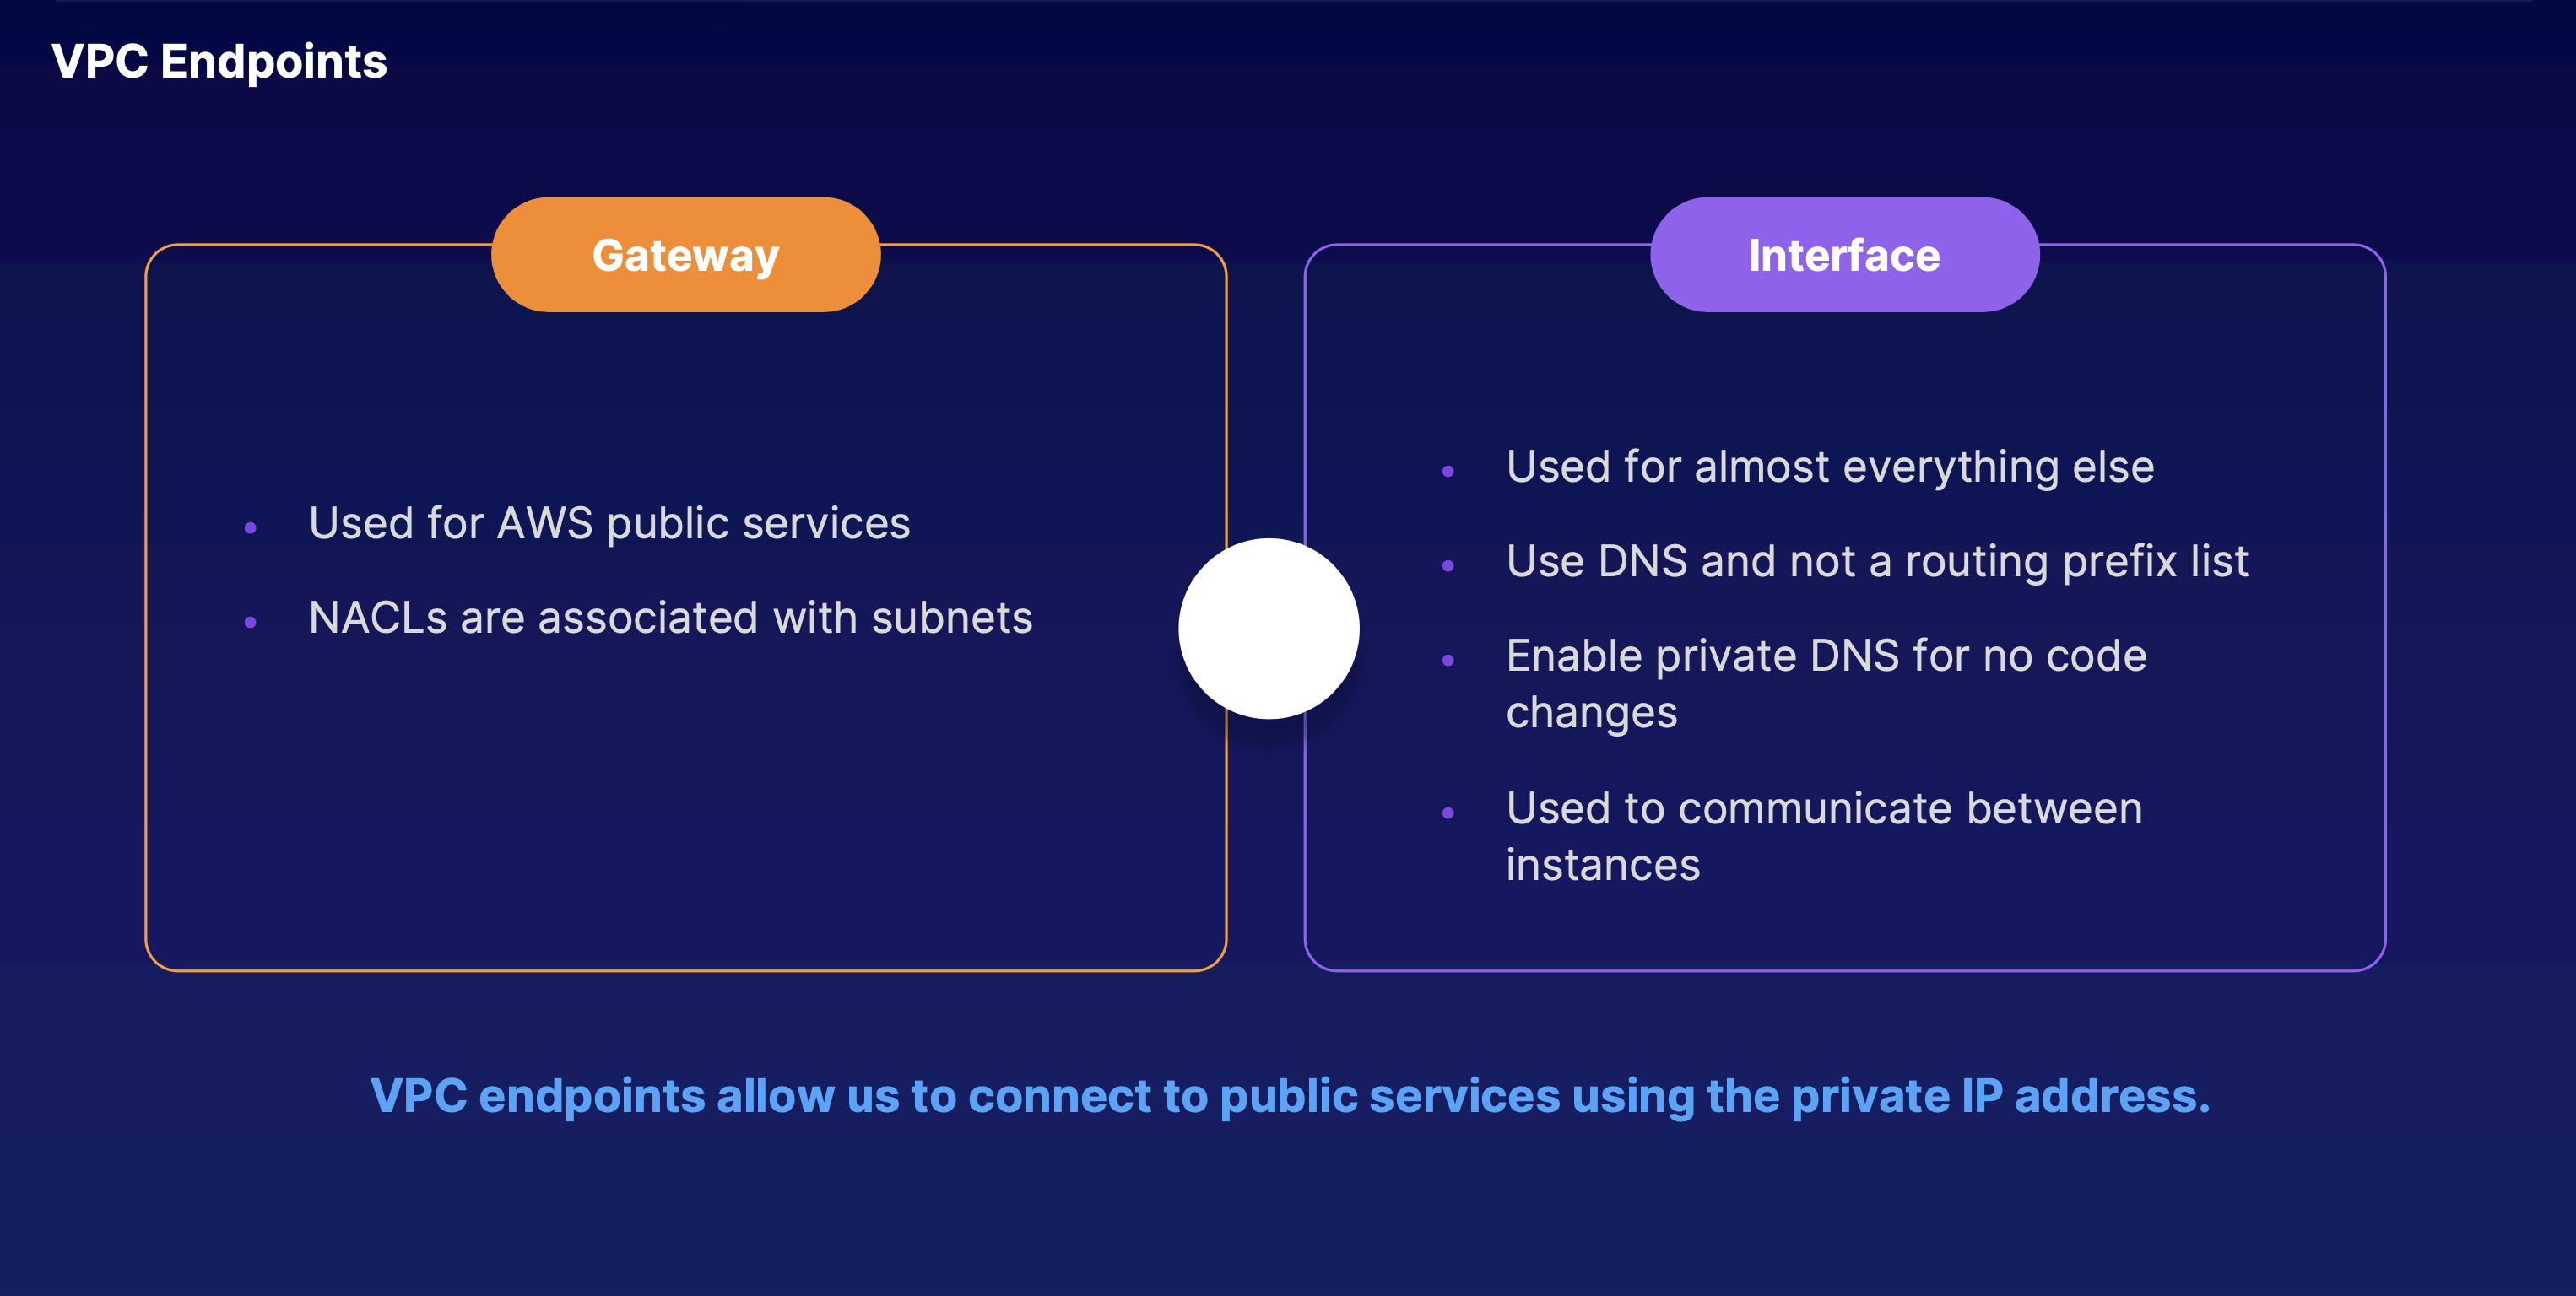 VPC Endpoints
Gateway
Used for AWS public services
NACLs are associated with subnets
Interface
Used for almost everything else
Use DNS and not a routing prefix list
Enable private DNS for no code
changes
Used to communicate between
instances
VPC endpoints allow us to connect to public services using the private IP address.